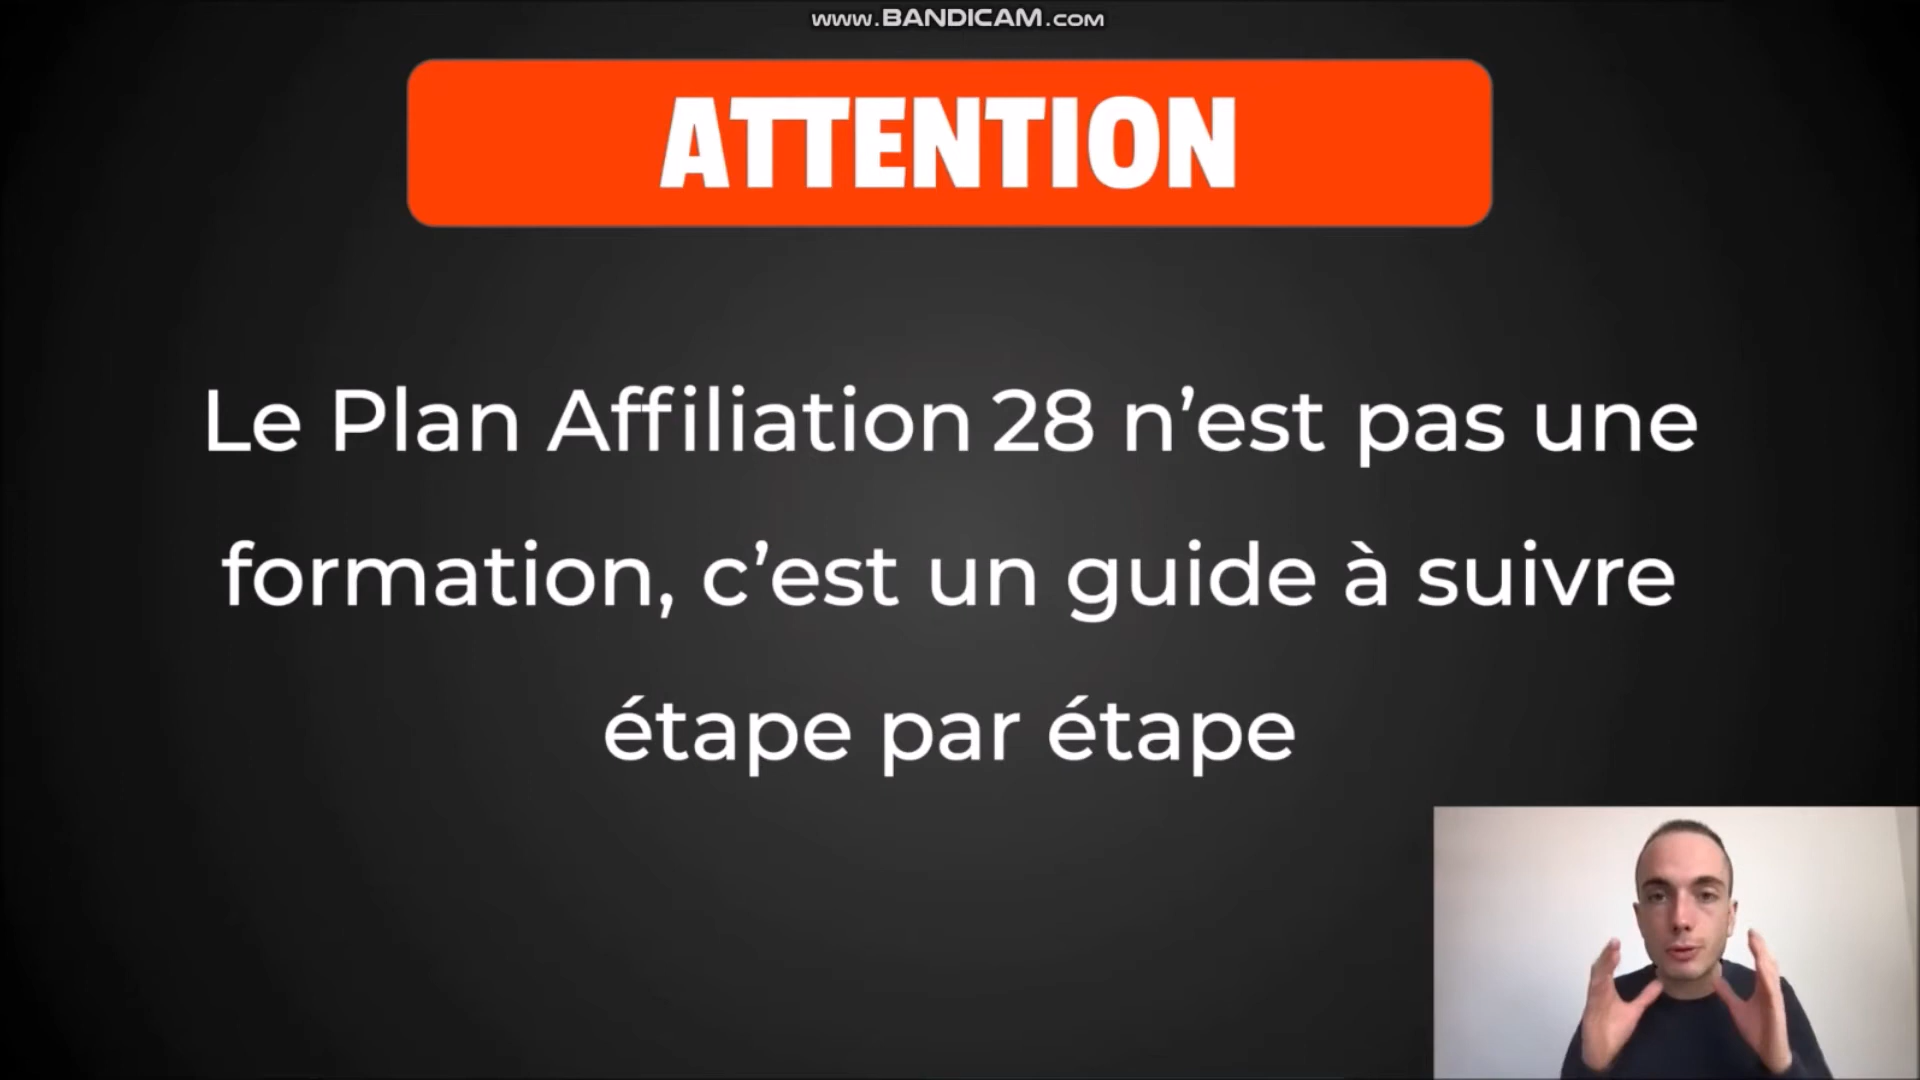 www.BANDICAM.com
ATTENTION
Le Plan Affiliation 28 n’est pas une
formation, c’est un guide à suivre
étape par étape